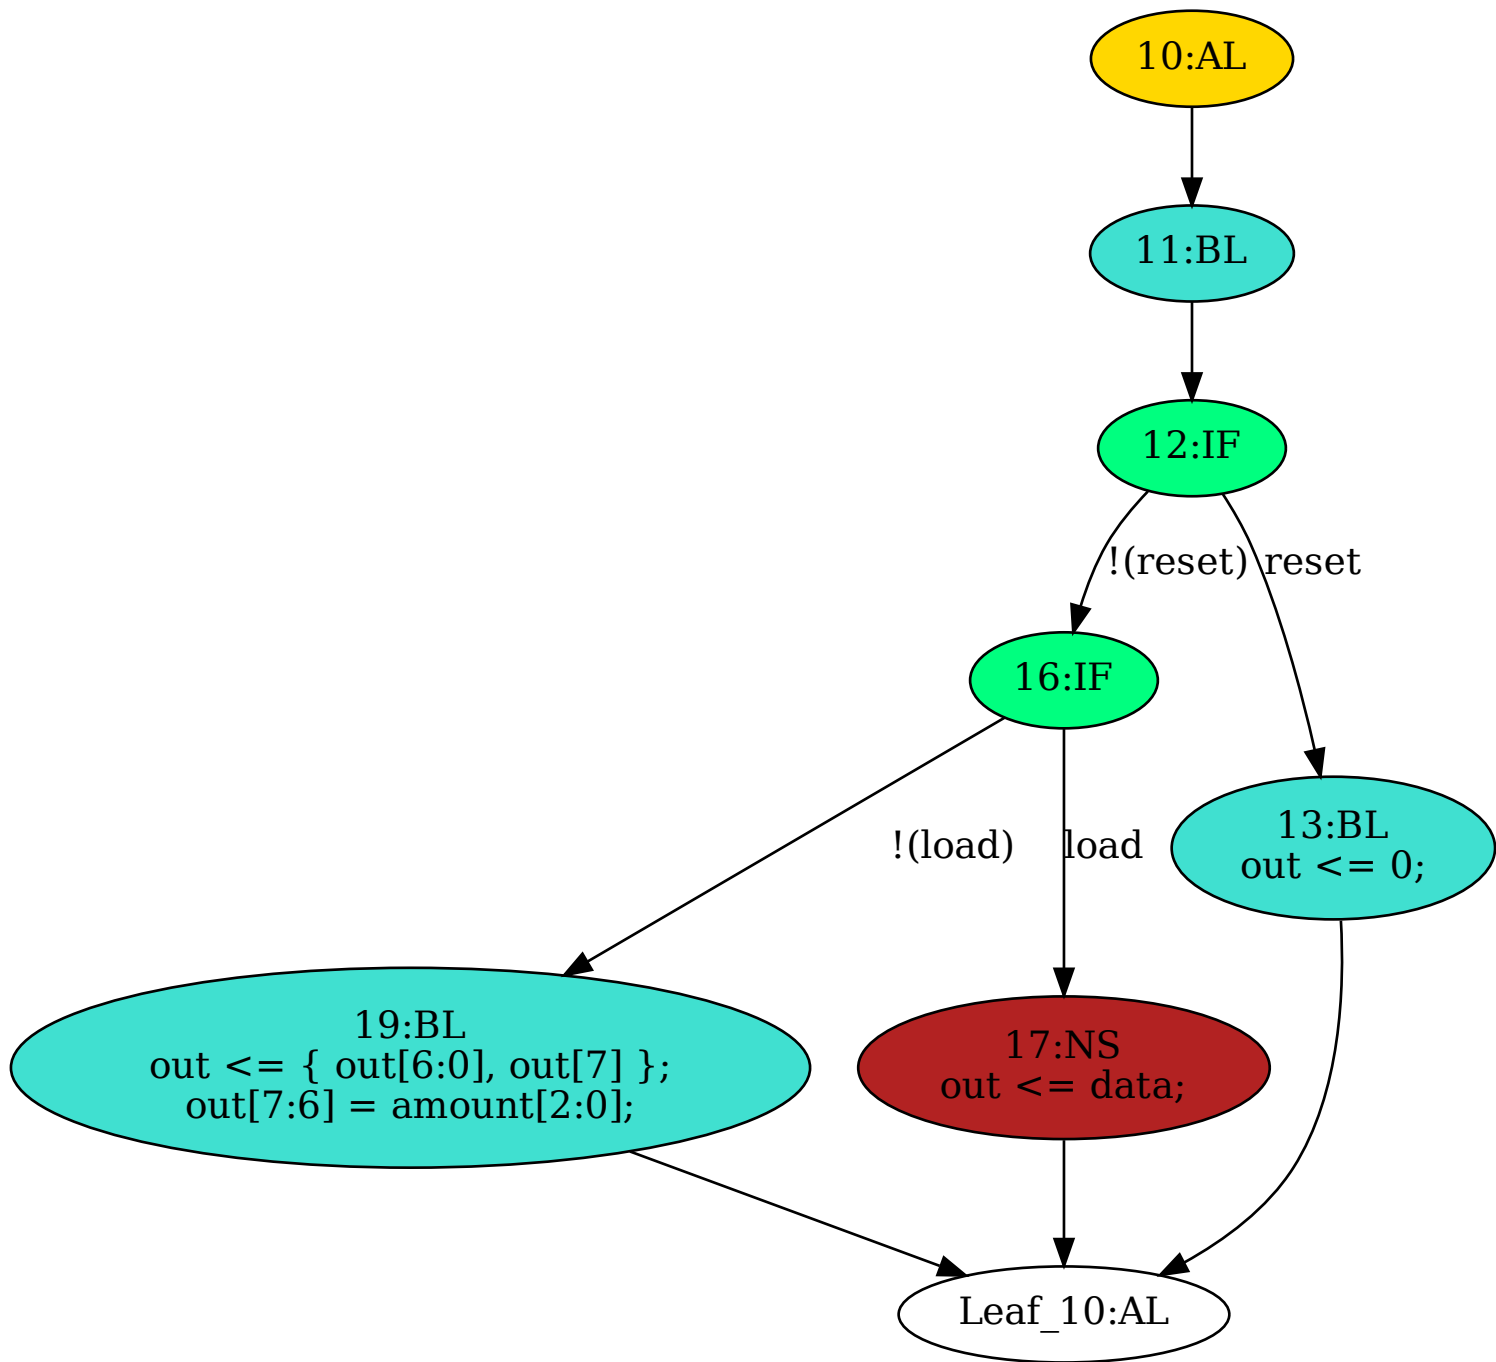 10:AL
11:BL
12:IF
!(reset)
reset
16:IF
!(load)
load
13:BL
out <= 0;
19:BL
out <= { out[6:0], out[7] };
out[7:6] = amount[2:0];
17:NS
out <= data;
Leaf_10:AL